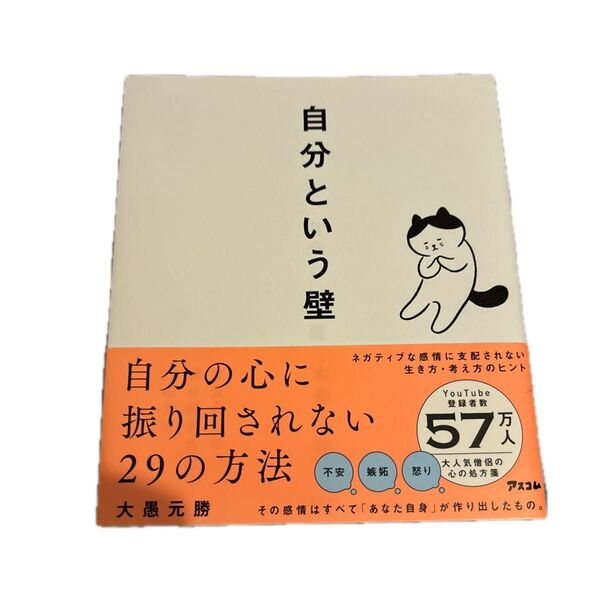 自分という壁
ネガティブな感情に支配されない
生き方・考え方のヒント
自分の心に
振り回されない
29の方法
YouTube
登録者数
57万人
大人気僧侶の
心の処方箋
不安
嫉妬
怒り
アスコム
大愚元勝
その感情はすべて「あなた自身」が作り出したもの。